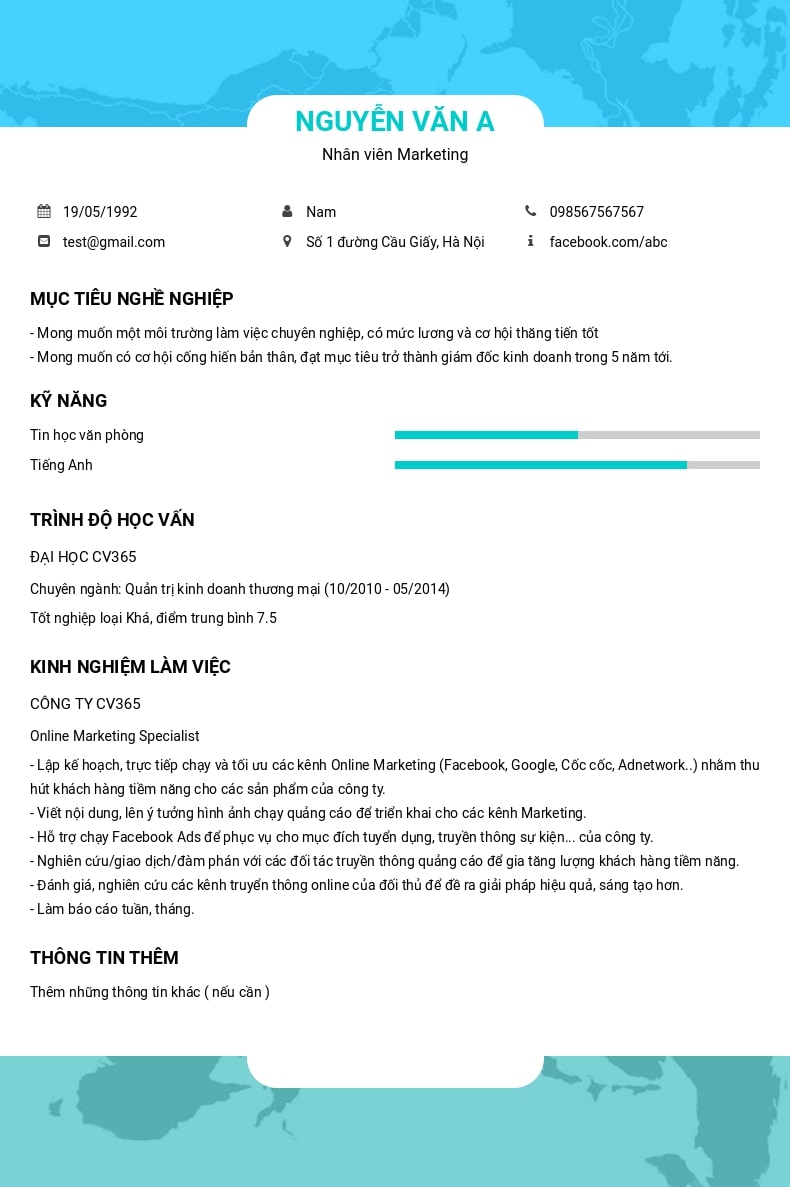 NGUYỄN VĂN A
Nhân viên Marketing
19/05/1992
Nam
098567567567
test@gmail.com
Số 1 đường Cầu Giấy, Hà Nội
facebook.com/abc
MỤC TIÊU NGHỀ NGHIỆP
- Mong muốn một môi trường làm việc chuyên nghiệp, có mức lương và cơ hội thăng tiến tốt
- Mong muốn có cơ hội cống hiến bản thân, đạt mục tiêu trở thành giám đốc kinh doanh trong 5 năm tới.
KỸ NĂNG
Tin học văn phòng
Tiếng Anh
TRÌNH ĐỘ HỌC VẤN
ĐẠI HỌC CV365
Chuyên ngành: Quản trị kinh doanh thương mại (10/2010 - 05/2014)
Tốt nghiệp loại Khá, điểm trung bình 7.5
KINH NGHIỆM LÀM VIỆC
CÔNG TY CV365
Online Marketing Specialist
- Lập kế hoạch, trực tiếp chạy và tối ưu các kênh Online Marketing (Facebook, Google, Cốc cốc, Adnetwork..) nhằm thu
hút khách hàng tiềm năng cho các sản phẩm của công ty.
- Viết nội dung, lên ý tưởng hình ảnh chạy quảng cáo để triển khai cho các kênh Marketing.
- Hỗ trợ chạy Facebook Ads để phục vụ cho mục đích tuyển dụng, truyền thông sự kiện... của công ty.
- Nghiên cứu/giao dịch/đàm phán với các đối tác truyền thông quảng cáo để gia tăng lượng khách hàng tiềm năng.
- Đánh giá, nghiên cứu các kênh truyển thông online của đối thủ để đề ra giải pháp hiệu quả, sáng tạo hơn.
- Làm báo cáo tuần, tháng.
THÔNG TIN THÊM
Thêm những thông tin khác ( nếu cần )